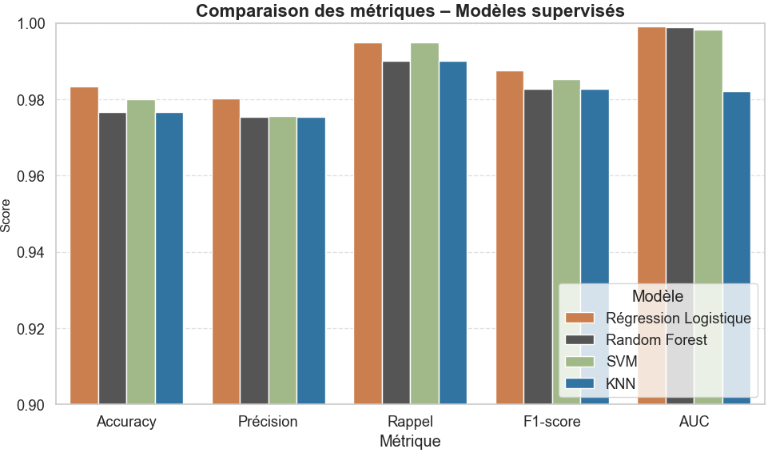 Comparaison des métriques – Modèles supervisés
1.00
0.98
0.96
0.94
0.92
0.90
Score
Accuracy
Précision
Rappel
F1-score
AUC
Métrique
Modèle
Régression Logistique
Random Forest
SVM
KNN